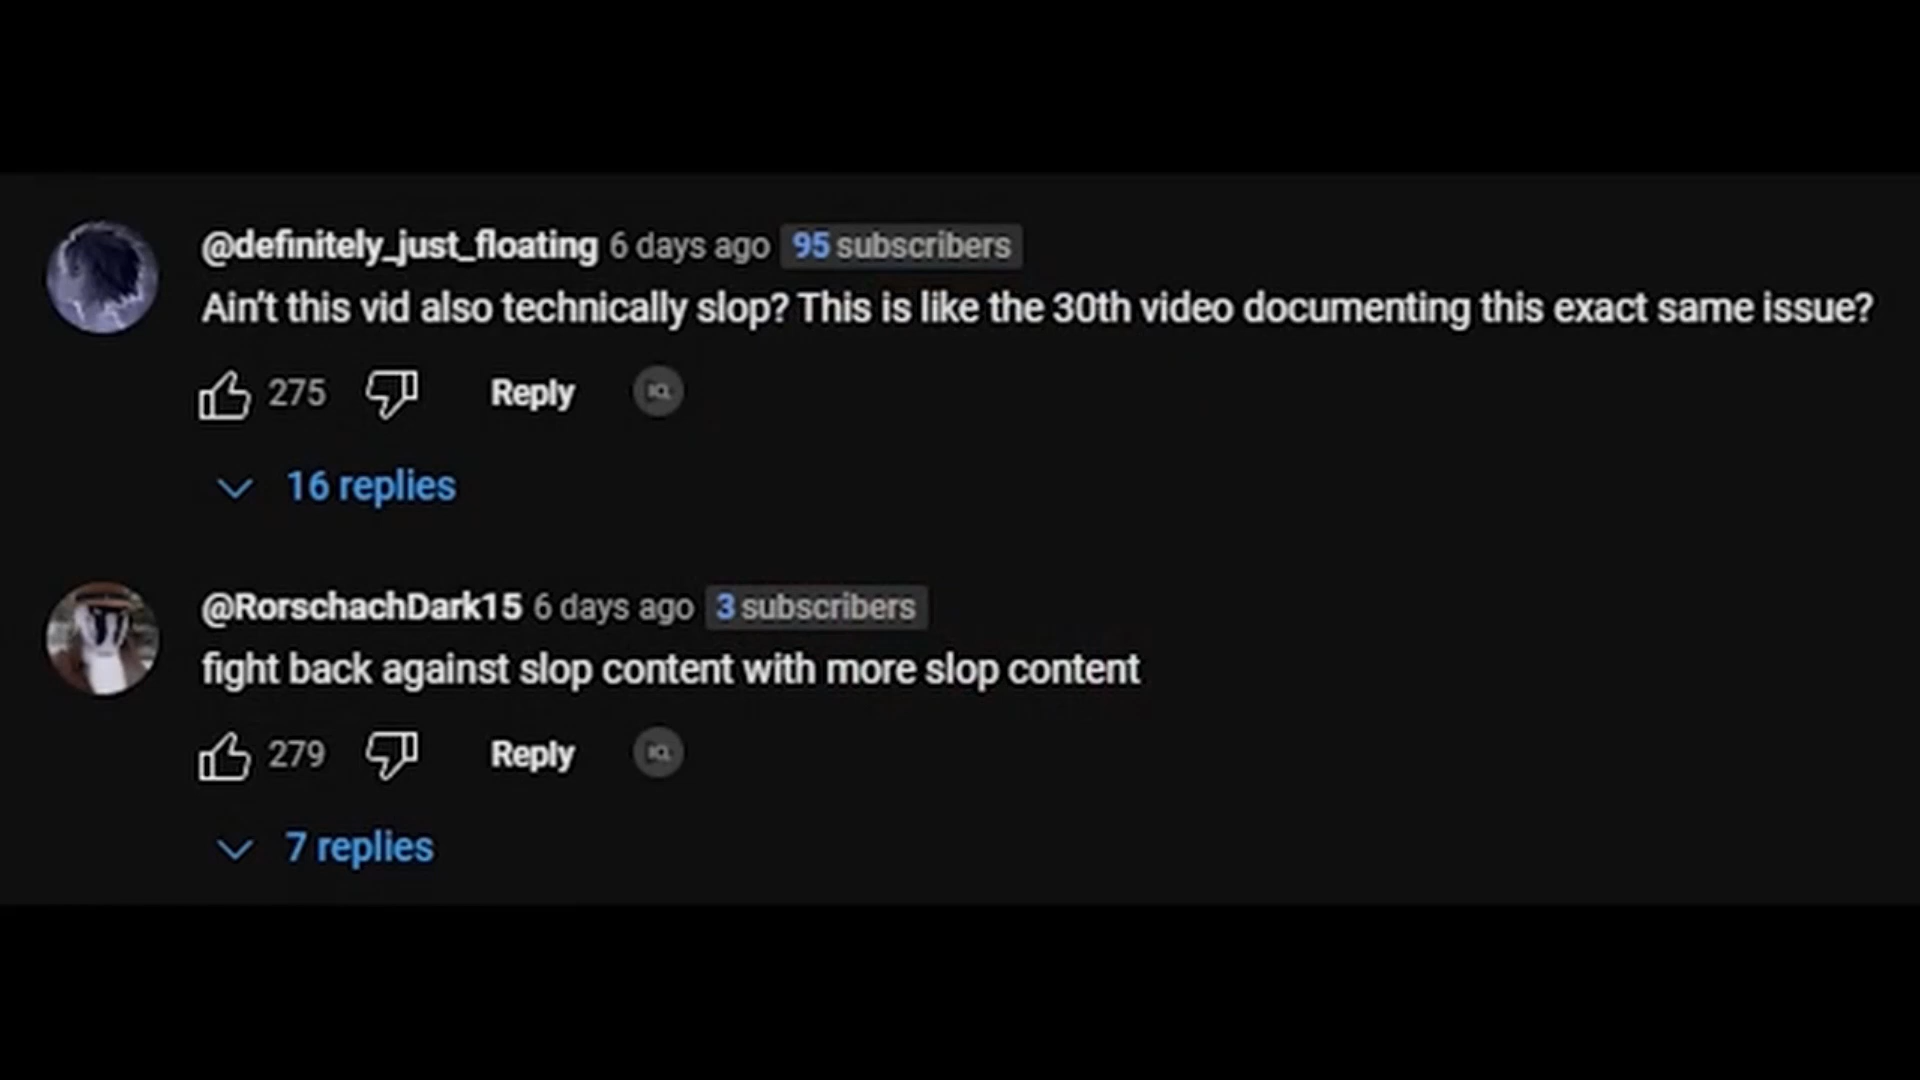 @definitely_just_floating 6 days ago 95 subscribers
Ain't this vid also technically slop? This is like the 30th video documenting this exact same issue?
275 Reply
16 replies
@RorschachDark15 6 days ago 3 subscribers
fight back against slop content with more slop content
279 Reply
7 replies